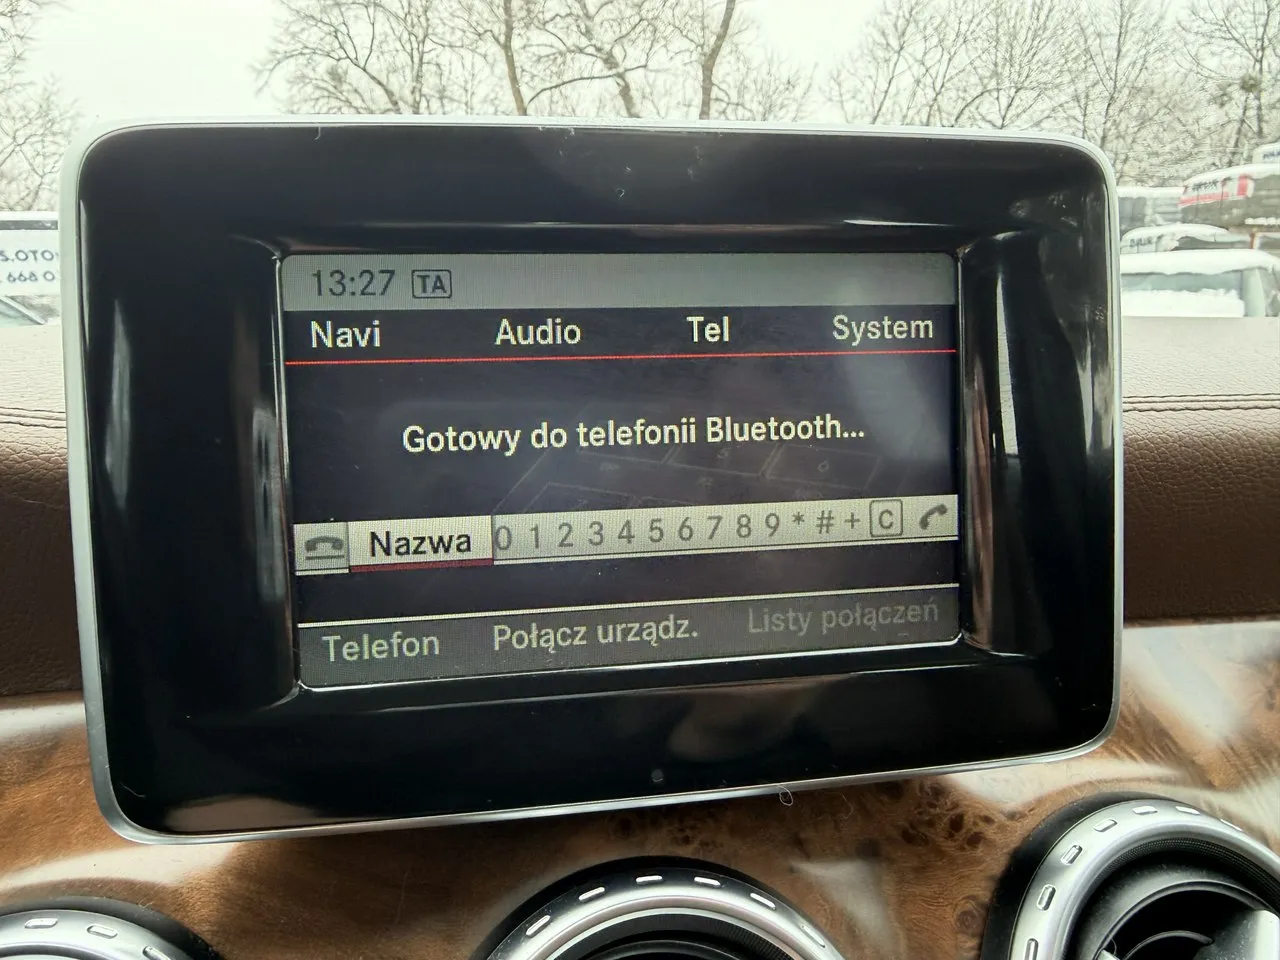 13:27 TA
Navi Audio Tel System
Gotowy do telefonii Bluetooth...
Nazwa 0 1 2 3 4 5 6 7 8 9 * # + C
Telefon Połącz urządz. Listy połączeń